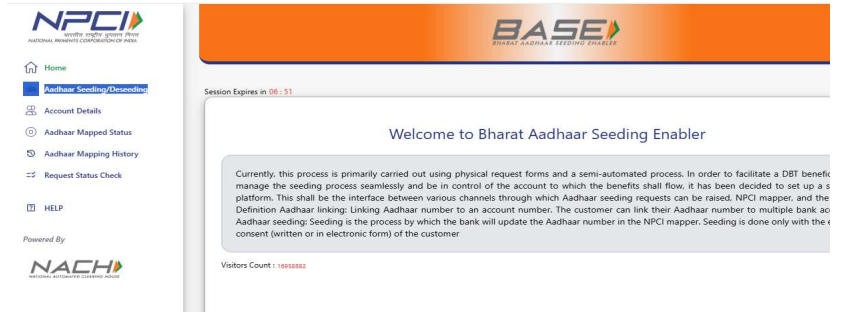 NPCI
भारतीय राष्ट्रीय भुगतान निगम
NATIONAL PAYMENTS CORPORATION OF INDIA
Home
Aadhaar Seeding/Deseeding
Account Details
Aadhaar Mapped Status
Aadhaar Mapping History
Request Status Check
HELP
Powered By
NACH
NATIONAL AUTOMATED CLEARING HOUSE
BASE
BHARAT AADHAAR SEEDING ENABLER
Session Expires in 06 : 51
Welcome to Bharat Aadhaar Seeding Enabler
Currently, this process is primarily carried out using physical request forms and a semi-automated process. In order to facilitate a DBT benefic
manage the seeding process seamlessly and be in control of the account to which the benefits shall flow, it has been decided to set up a s
platform. This shall be the interface between various channels through which Aadhaar seeding requests can be raised, NPCI mapper, and the
Definition Aadhaar linking: Linking Aadhaar number to an account number. The customer can link their Aadhaar number to multiple bank ac
Aadhaar seeding: Seeding is the process by which the bank will update the Aadhaar number in the NPCI mapper. Seeding is done only with the e
consent (written or in electronic form) of the customer
Visitors Count : 16958882